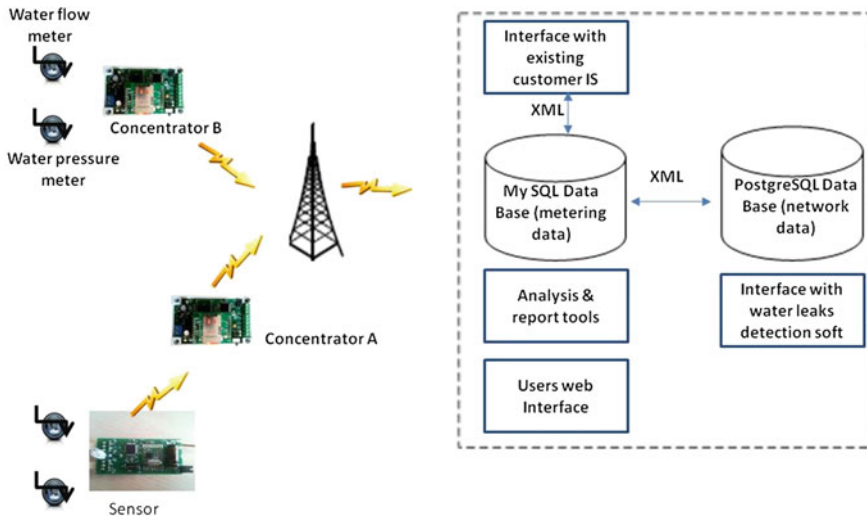 Water flow
meter
Concentrator B
Water pressure
meter
Concentrator A
Sensor
Interface with
existing
customer IS
XML
My SQL Data
Base (metering
data)
XML
PostgreSQL Data
Base (network
data)
Analysis &
report tools
Interface with
water leaks
detection soft
Users web
Interface